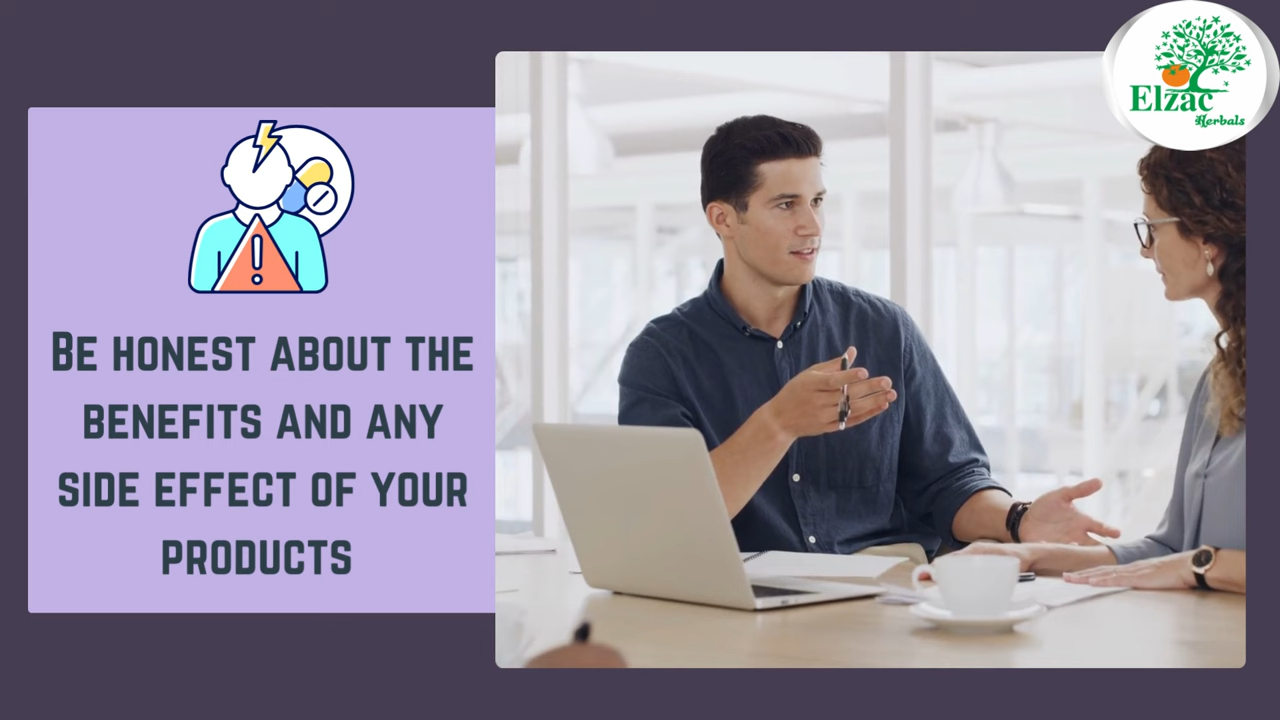 Elzac
Herbals
Be honest about the
benefits and any
side effect of your
products